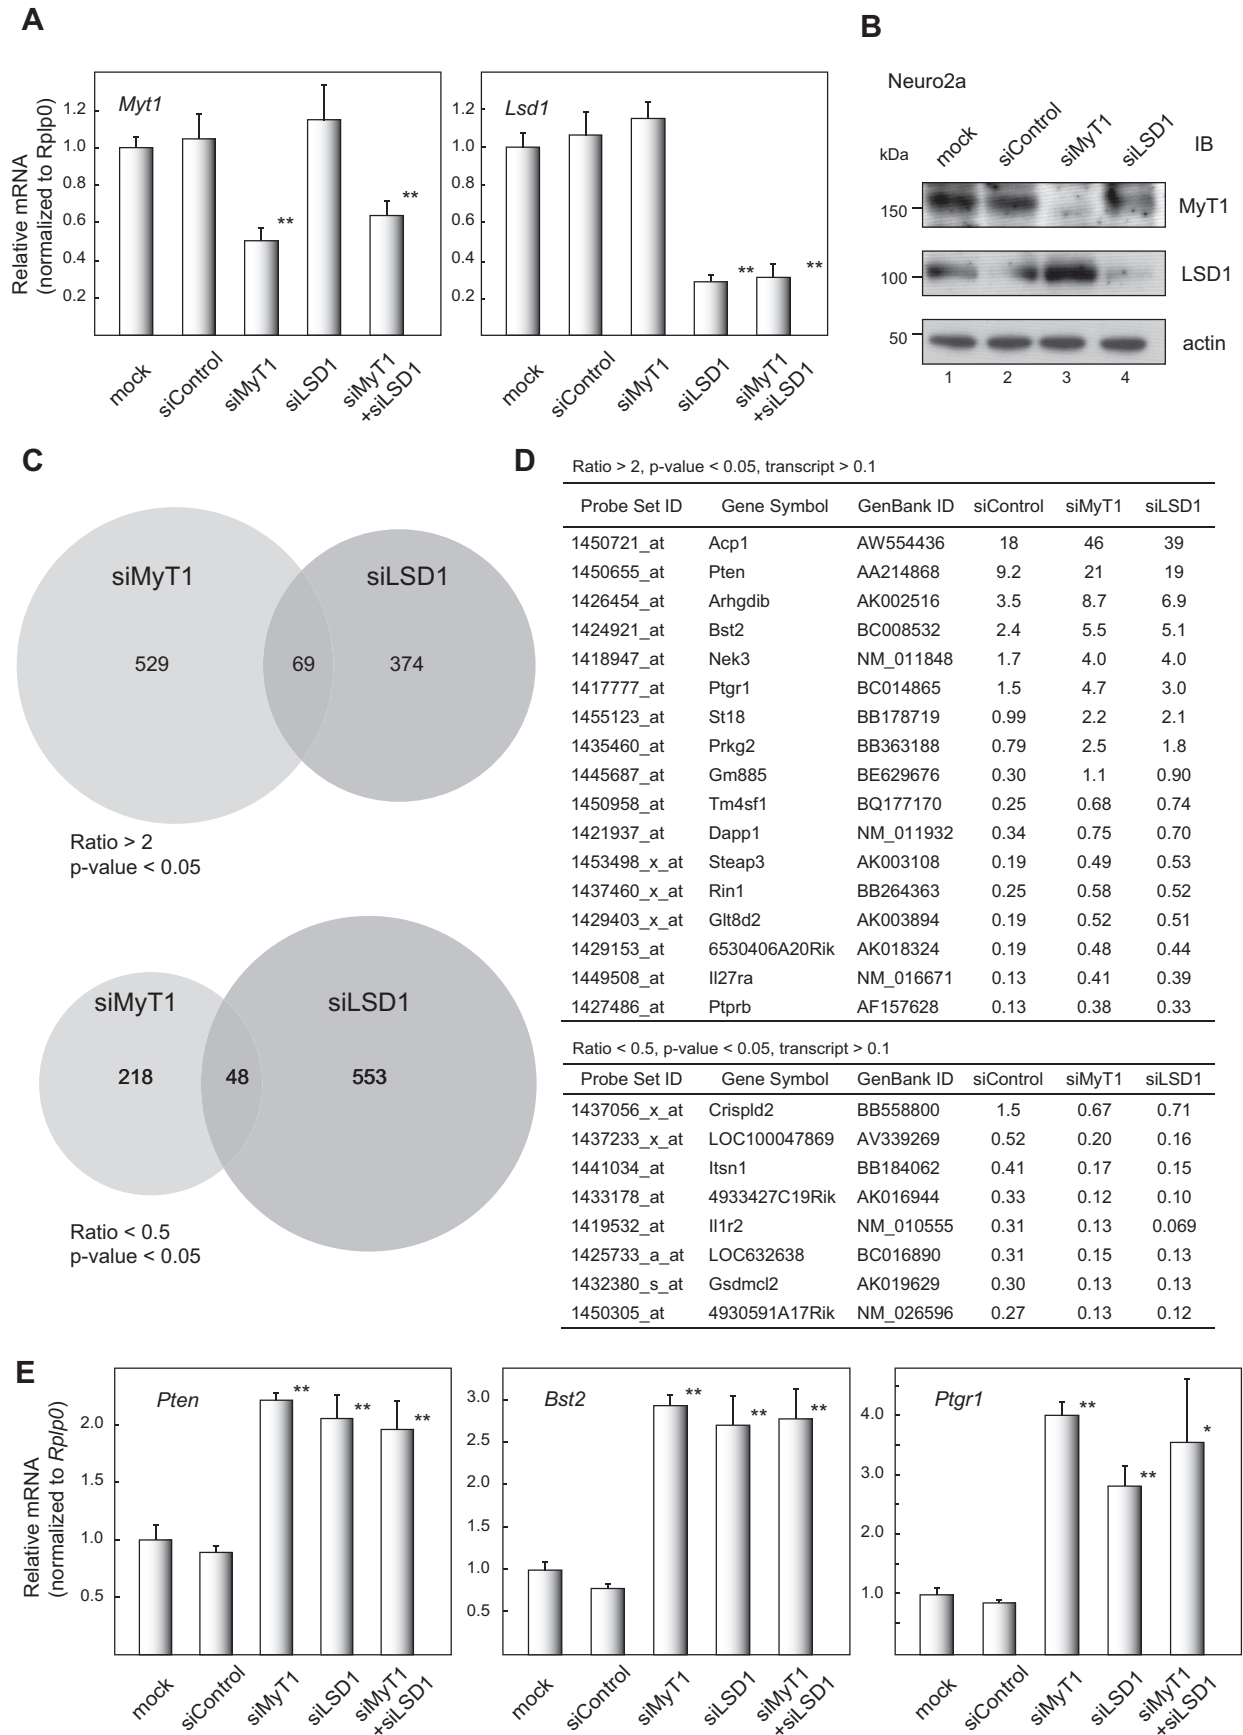 A
Relative mRNA
(normalized to Rplp0)
Myt1
1.2
1.0
0.8
0.6
0.4
0.2
**
**
mock
siControl
siMyT1
siLSD1
siMyT1
+siLSD1
Lsd1
1.2
1.0
0.8
0.6
0.4
0.2
**
**
mock
siControl
siMyT1
siLSD1
siMyT1
+siLSD1
B
Neuro2a
kDa
mock
siControl
siMyT1
siLSD1
IB
150
MyT1
100
LSD1
50
actin
1 2 3 4
C
siMyT1 siLSD1
529 69 374
Ratio > 2
p-value < 0.05
siMyT1 siLSD1
218 48 553
Ratio < 0.5
p-value < 0.05
D
Ratio > 2, p-value < 0.05, transcript > 0.1
Probe Set ID Gene Symbol GenBank ID siControl siMyT1 siLSD1
1450721_at Acp1 AW554436 18 46 39
1450655_at Pten AA214868 9.2 21 19
1426454_at Arhgdib AK002516 3.5 8.7 6.9
1424921_at Bst2 BC008532 2.4 5.5 5.1
1418947_at Nek3 NM_011848 1.7 4.0 4.0
1417777_at Ptgr1 BC014865 1.5 4.7 3.0
1455123_at St18 BB178719 0.99 2.2 2.1
1435460_at Prkg2 BB363188 0.79 2.5 1.8
1445687_at Gm885 BE629676 0.30 1.1 0.90
1450958_at Tm4sf1 BQ177170 0.25 0.68 0.74
1421937_at Dapp1 NM_011932 0.34 0.75 0.70
1453498_x_at Steap3 AK003108 0.19 0.49 0.53
1437460_x_at Rin1 BB264363 0.25 0.58 0.52
1429403_x_at Glt8d2 AK003894 0.19 0.52 0.51
1429153_at 6530406A20Rik AK018324 0.19 0.48 0.44
1449508_at Il27ra NM_016671 0.13 0.41 0.39
1427486_at Ptprb AF157628 0.13 0.38 0.33
Ratio < 0.5, p-value < 0.05, transcript > 0.1
Probe Set ID Gene Symbol GenBank ID siControl siMyT1 siLSD1
1437056_x_at Crispld2 BB558800 1.5 0.67 0.71
1437233_x_at LOC100047869 AV339269 0.52 0.20 0.16
1441034_at Itsn1 BB184062 0.41 0.17 0.15
1433178_at 4933427C19Rik AK016944 0.33 0.12 0.10
1419532_at Il1r2 NM_010555 0.31 0.13 0.069
1425733_a_at LOC632638 BC016890 0.31 0.15 0.13
1432380_s_at Gsdmcl2 AK019629 0.30 0.13 0.13
1450305_at 4930591A17Rik NM_026596 0.27 0.13 0.12
E
Relative mRNA
(normalized to Rplp0)
Pten
2.0
1.5
1.0
0.5
**
**
**
mock
siControl
siMyT1
siLSD1
siMyT1
+siLSD1
Bst2
3.0
2.5
2.0
1.5
1.0
0.5
**
**
**
mock
siControl
siMyT1
siLSD1
siMyT1
+siLSD1
Ptgr1
4.0
3.0
2.0
1.0
**
**
*
mock
siControl
siMyT1
siLSD1
siMyT1
+siLSD1